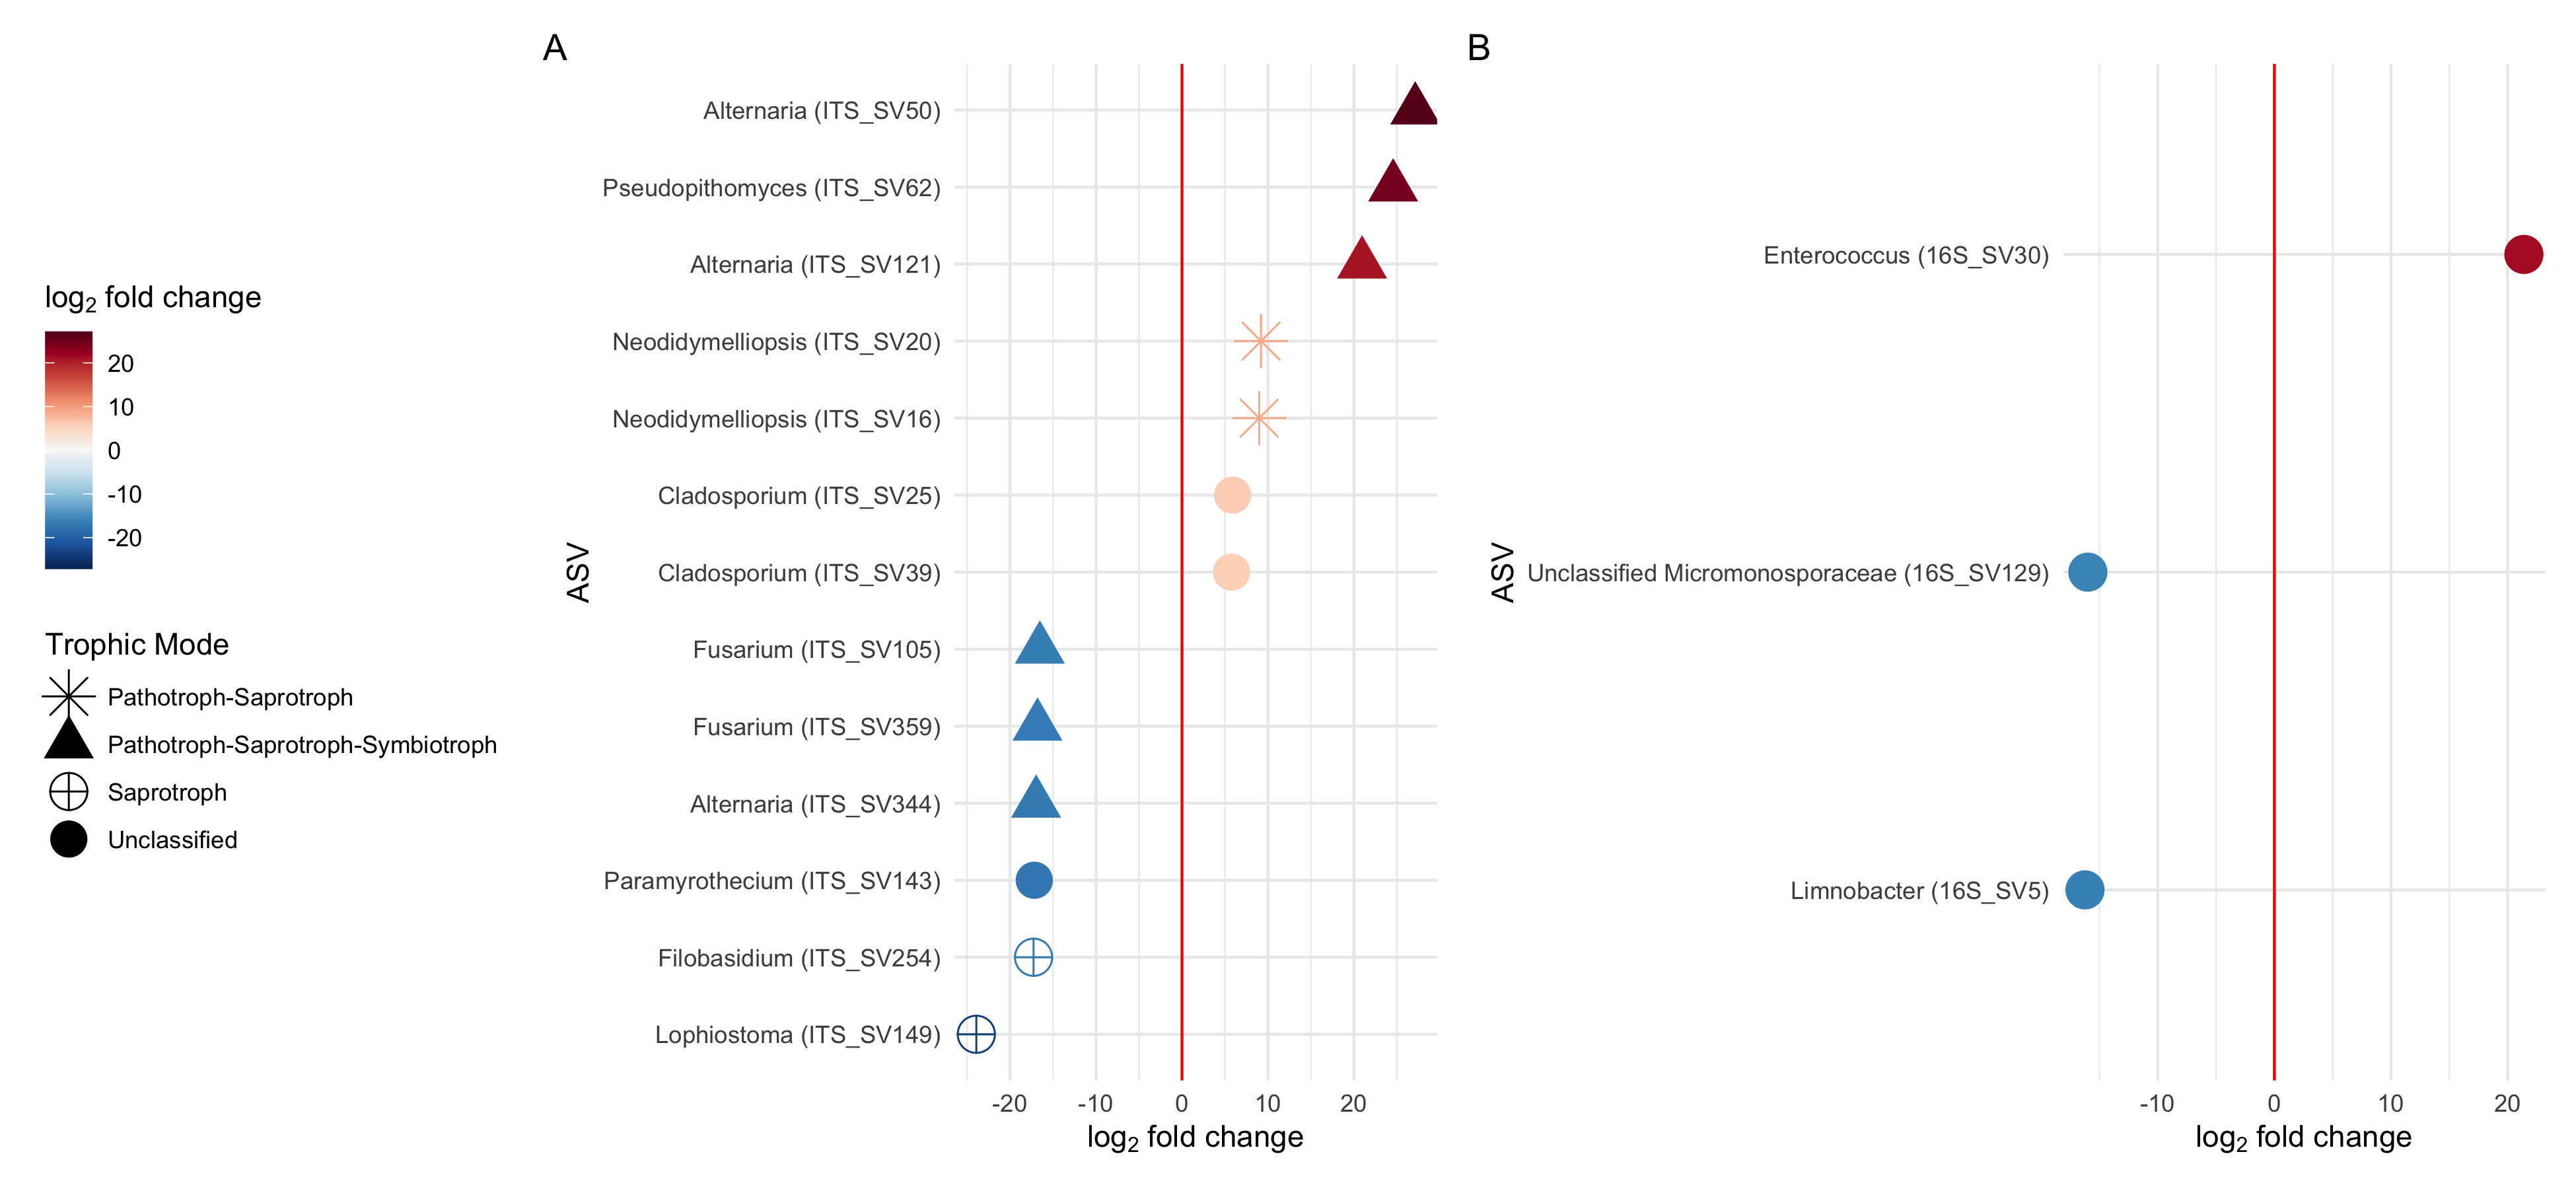 log2 fold change
20
10
0
-10
-20
Trophic Mode
Pathotroph-Saprotroph
Pathotroph-Saprotroph-Symbiotroph
Saprotroph
Unclassified
A
ASV
Alternaria (ITS_SV50)
Pseudopithomyces (ITS_SV62)
Alternaria (ITS_SV121)
Neodidymelliopsis (ITS_SV20)
Neodidymelliopsis (ITS_SV16)
Cladosporium (ITS_SV25)
Cladosporium (ITS_SV39)
Fusarium (ITS_SV105)
Fusarium (ITS_SV359)
Alternaria (ITS_SV344)
Paramyrothecium (ITS_SV143)
Filobasidium (ITS_SV254)
Lophiostoma (ITS_SV149)
-20 -10 0 10 20
log2 fold change
B
ASV
Enterococcus (16S_SV30)
Unclassified Micromonosporaceae (16S_SV129)
Limnobacter (16S_SV5)
-10 0 10 20
log2 fold change